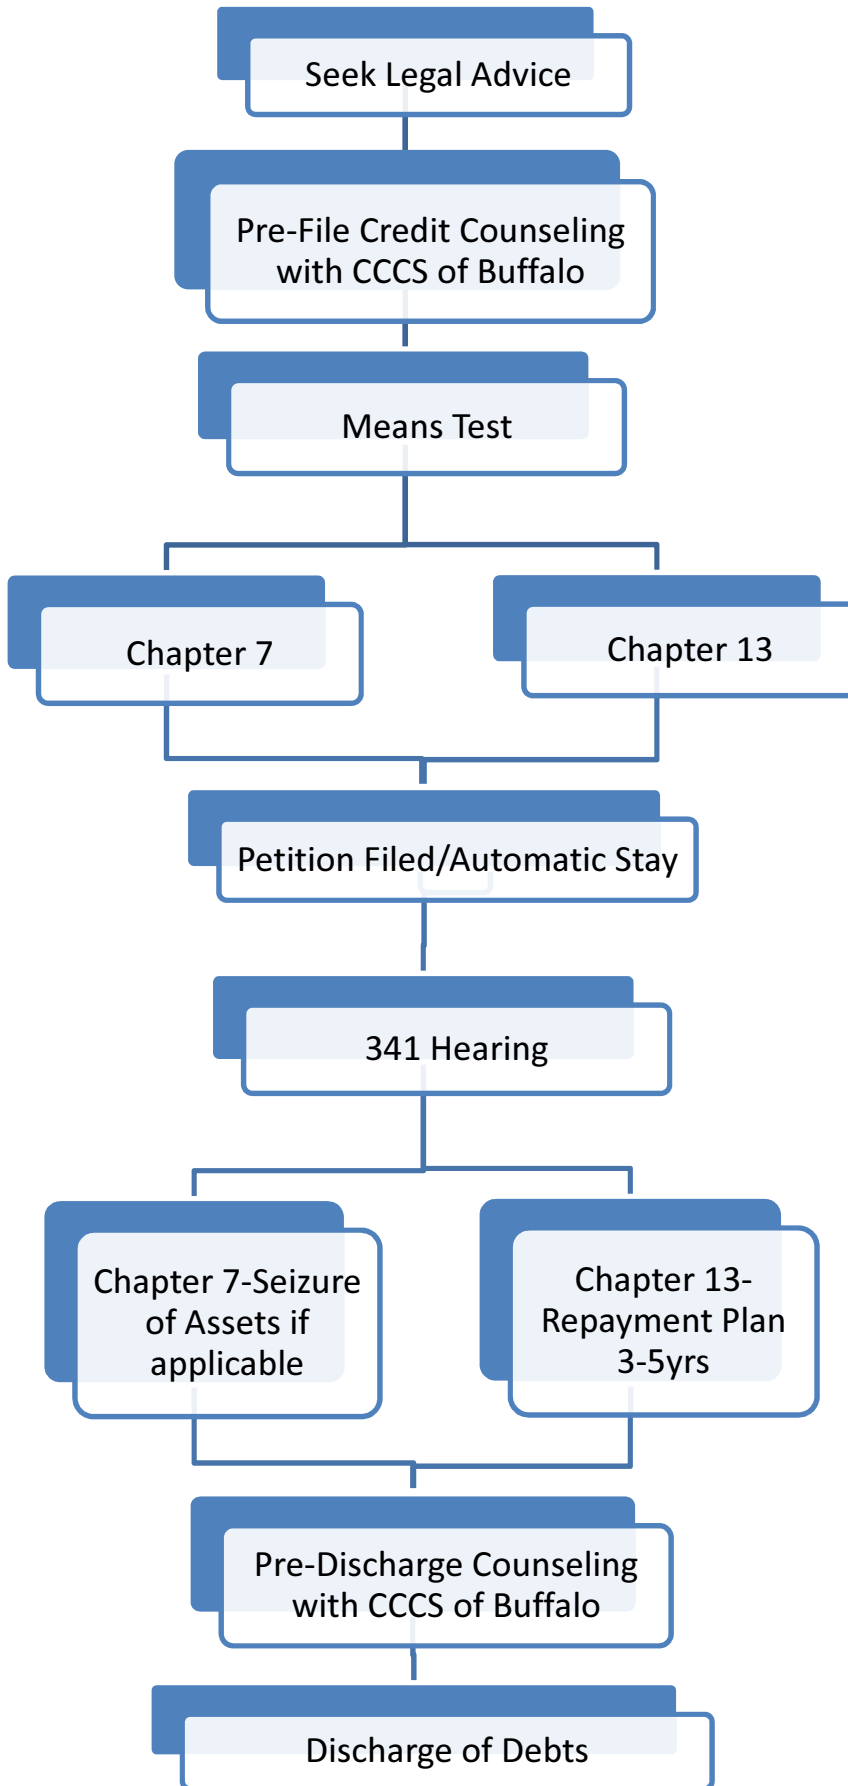 Seek Legal Advice
Pre-File Credit Counseling
with CCCS of Buffalo
Means Test
Chapter 7
Chapter 13
Petition Filed/Automatic Stay
341 Hearing
Chapter 7-Seizure
of Assets if
applicable
Chapter 13-
Repayment Plan
3-5yrs
Pre-Discharge Counseling
with CCCS of Buffalo
Discharge of Debts